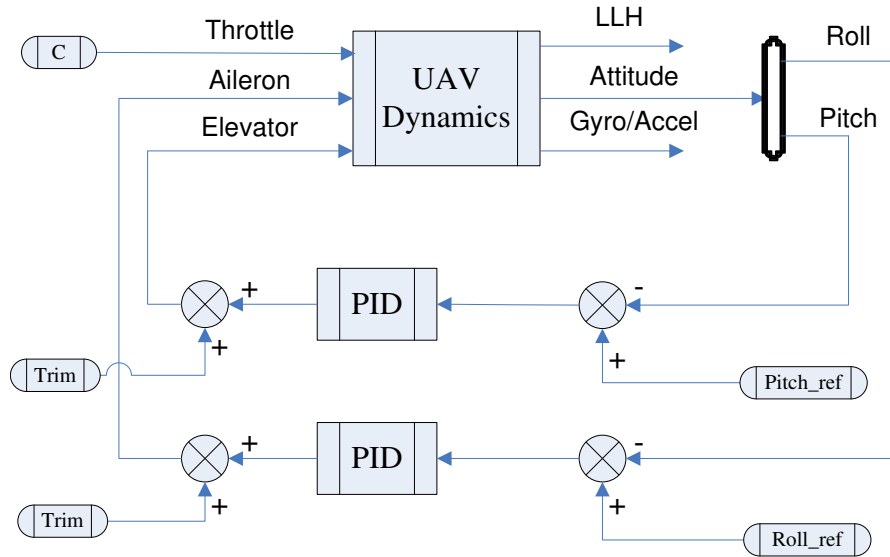 LLH
Roll
C
Throttle
UAV
Dynamics
Attitude
Aileron
Gyro/Accel
Pitch
Elevator
+
PID
-
+
+
Trim
Pitch_ref
+
PID
-
+
+
Trim
Roll_ref